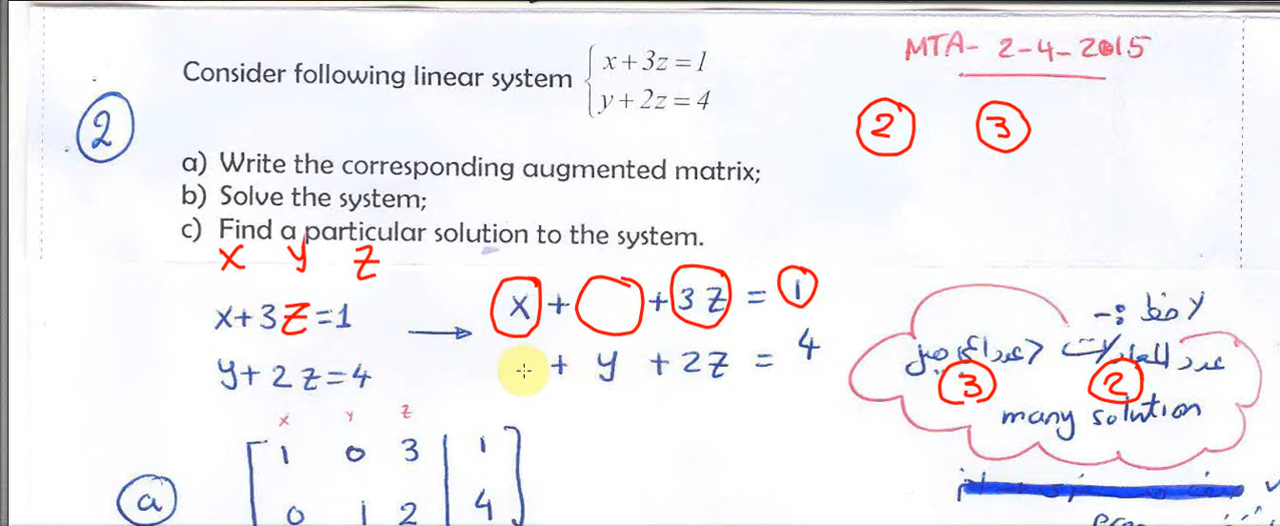 MTA- 2-4-2015
Consider following linear system { x+3z=1
y+2z=4
2
2 3
a) Write the corresponding augmented matrix;
b) Solve the system;
c) Find a particular solution to the system.
x y z
x+3z=1 → x + + 3z = 1
y+2z=4 + y + 2z = 4
لاحظ :-
عدد المعادلات > عدد المجاهيل
3 2
many solution
x y z
[ 1 0 3 | 1 ]
a
0 1 2 | 4